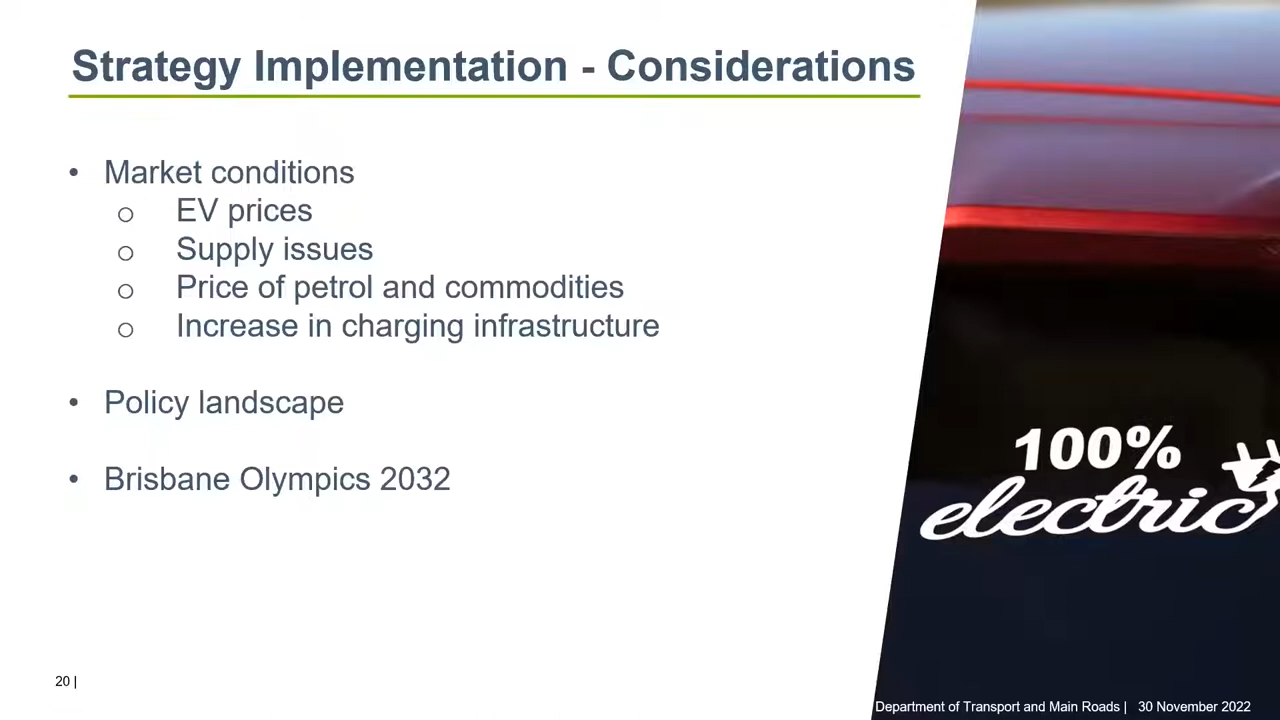 Strategy Implementation - Considerations
• Market conditions
o EV prices
o Supply issues
o Price of petrol and commodities
o Increase in charging infrastructure
• Policy landscape
• Brisbane Olympics 2032
100%
electric
20 |
Department of Transport and Main Roads | 30 November 2022